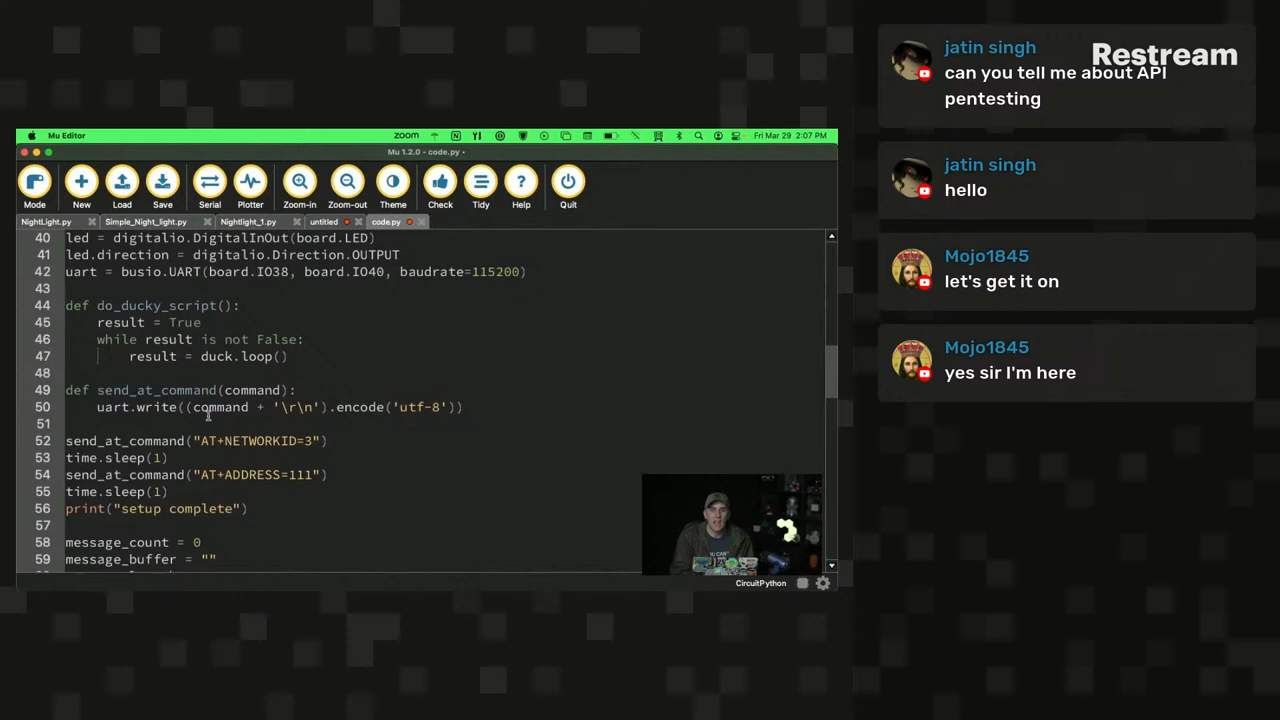 Mu Editor
zoom
Fri Mar 29 2:07 PM
Mu 1.2.0 - code.py
Mode
New
Load
Save
Serial
Plotter
Zoom-in
Zoom-out
Theme
Check
Tidy
Help
Quit
NightLight.py
Simple_Night_light.py
Nightlight_1.py
untitled
code.py
40 led = digitalio.DigitalInOut(board.LED)
41 led.direction = digitalio.Direction.OUTPUT
42 uart = busio.UART(board.IO38, board.IO40, baudrate=115200)
43
44 def do_ducky_script():
45     result = True
46     while result is not False:
47         result = duck.loop()
48
49 def send_at_command(command):
50     uart.write((command + '\r\n').encode('utf-8'))
51
52 send_at_command("AT+NETWORKID=3")
53 time.sleep(1)
54 send_at_command("AT+ADDRESS=111")
55 time.sleep(1)
56 print("setup complete")
57
58 message_count = 0
59 message_buffer = ""
YOU CAN'T
CircuitPython
Restream
jatin singh
can you tell me about API
pentesting
jatin singh
hello
Mojo1845
let's get it on
Mojo1845
yes sir I'm here